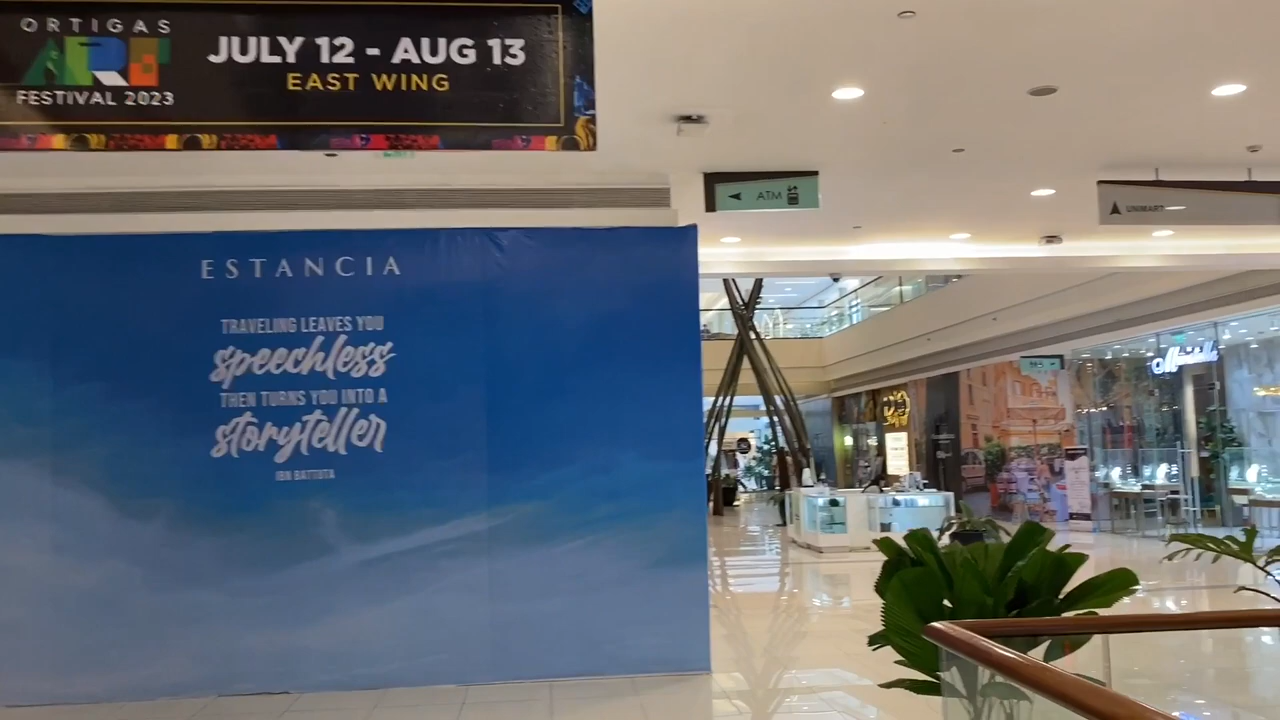 ORTIGAS
ART
FESTIVAL 2023
JULY 12 - AUG 13
EAST WING
ATM
UNIMART
ESTANCIA
TRAVELING LEAVES YOU
speechless
THEN TURNS YOU INTO A
storyteller
IBN BATTUTA